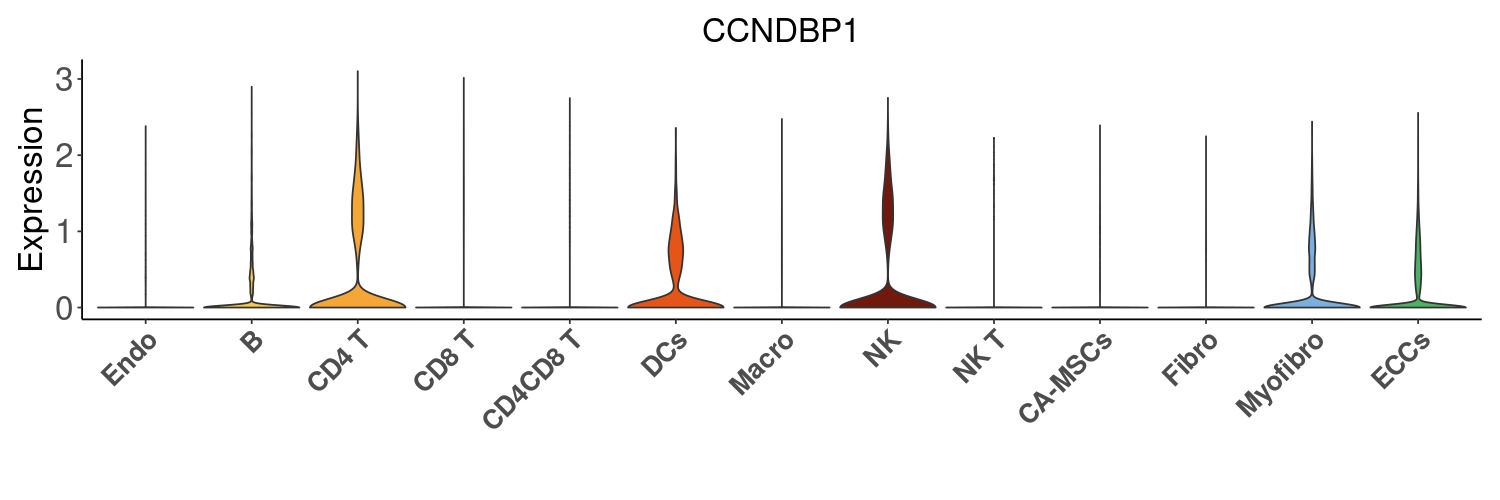 CCNDBP1
Expression
3
2
1
0
Endo
B
CD4 T
CD8 T
CD4CD8 T
DCs
Macro
NK
NK T
CA-MSCs
Fibro
Myofibro
ECCs